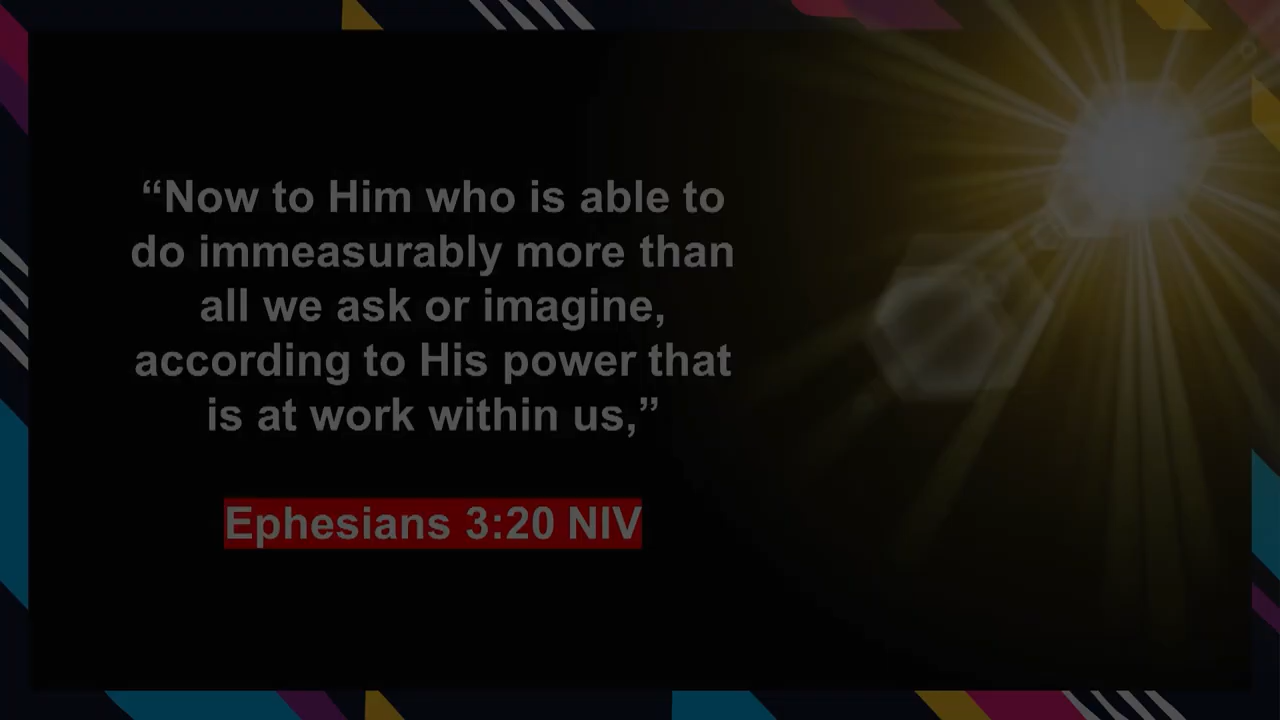 “Now to Him who is able to
do immeasurably more than
all we ask or imagine,
according to His power that
is at work within us,”
Ephesians 3:20 NIV